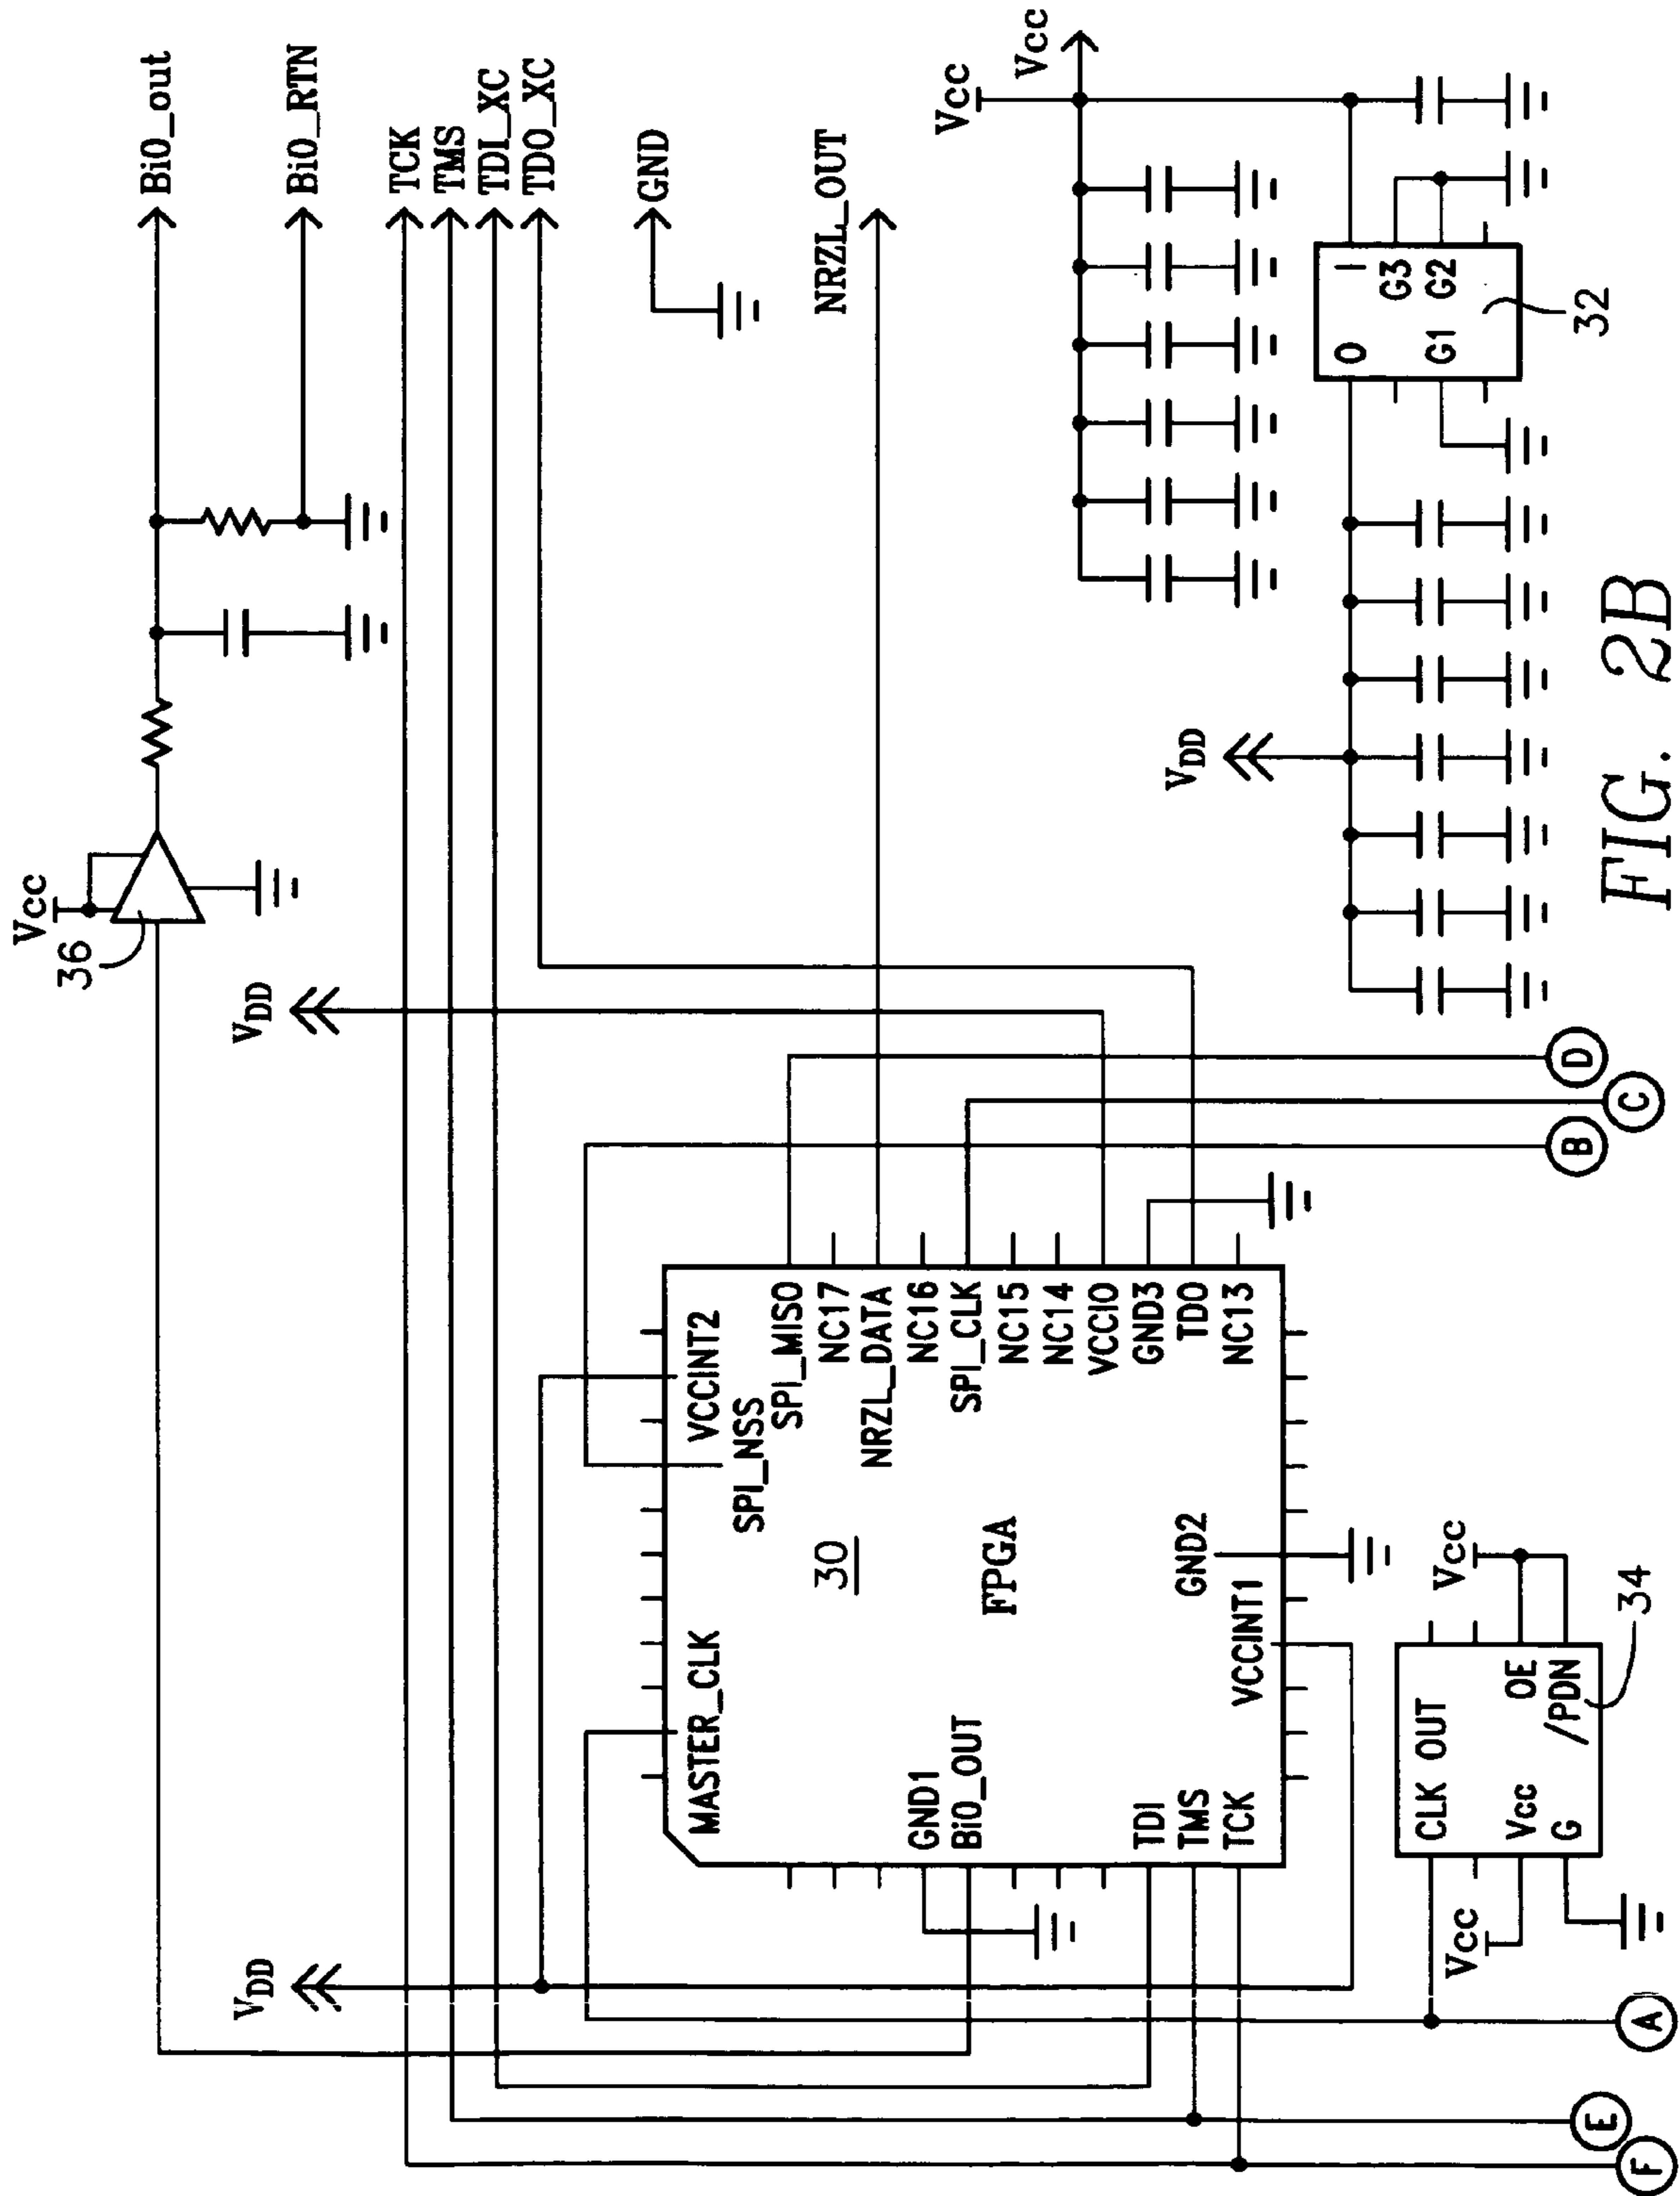 Vcc
36
BiO_out
BiO_RTN
TCK
TMS
TDI_XC
TDO_XC
GND
NRZL_OUT
VDD
VDD
MASTER_CLK
VCCINT2
SPI_NSS
SPI_MISO
NC17
NRZL_DATA
NC16
SPI_CLK
NC15
NC14
VCCIO
GND3
TDO
NC13
30
FPGA
GND1
BiO_OUT
TDI
TMS
TCK
GND2
VCCINT1
Vcc
Vcc
VDD
O
I
G3
G1
G2
32
CLK OUT
Vcc
OE
G
/PDN
Vcc
Vcc
34
F
E
A
B
C
D
FIG. 2B